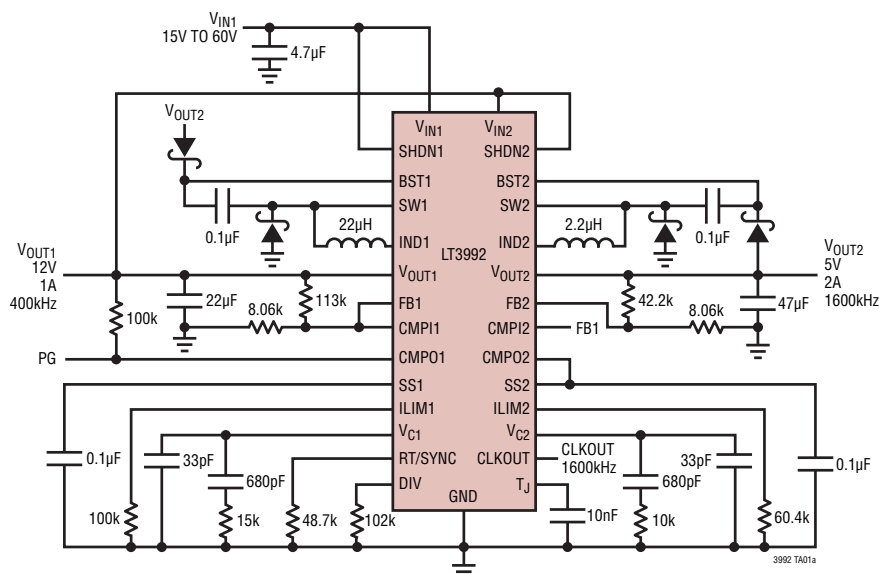 VIN1
15V TO 60V
4.7µF
VOUT2
VIN1
VIN2
SHDN1
SHDN2
BST1
BST2
SW1
SW2
0.1µF
22µH
2.2µH
0.1µF
IND1
LT3992
IND2
VOUT1
12V
1A
400kHz
VOUT1
VOUT2
VOUT2
5V
2A
1600kHz
22µF
113k
42.2k
47µF
100k
8.06k
FB1
FB2
8.06k
CMPI1
CMPI2
FB1
PG
CMPO1
CMPO2
SS1
SS2
ILIM1
ILIM2
VC1
VC2
0.1µF
33pF
RT/SYNC
CLKOUT
CLKOUT
1600kHz
33pF
0.1µF
680pF
680pF
DIV
TJ
GND
100k
15k
48.7k
102k
10nF
10k
60.4k
3992 TA01a